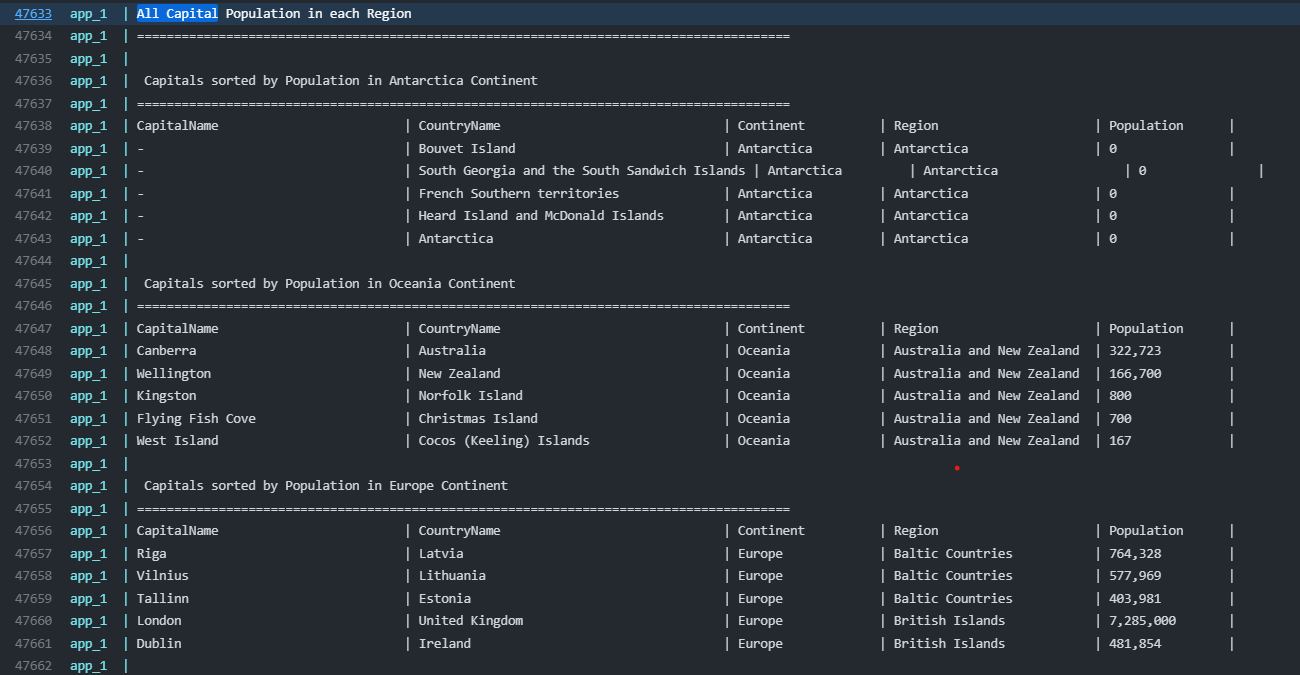 47633 app_1 | All Capital Population in each Region
47634 app_1 | =======================================================================================
47635 app_1 |
47636 app_1 |  Capitals sorted by Population in Antarctica Continent
47637 app_1 | =======================================================================================
47638 app_1 | CapitalName | CountryName | Continent | Region | Population |
47639 app_1 | - | Bouvet Island | Antarctica | Antarctica | 0 |
47640 app_1 | - | South Georgia and the South Sandwich Islands | Antarctica | Antarctica | 0 |
47641 app_1 | - | French Southern territories | Antarctica | Antarctica | 0 |
47642 app_1 | - | Heard Island and McDonald Islands | Antarctica | Antarctica | 0 |
47643 app_1 | - | Antarctica | Antarctica | Antarctica | 0 |
47644 app_1 |
47645 app_1 |  Capitals sorted by Population in Oceania Continent
47646 app_1 | =======================================================================================
47647 app_1 | CapitalName | CountryName | Continent | Region | Population |
47648 app_1 | Canberra | Australia | Oceania | Australia and New Zealand | 322,723 |
47649 app_1 | Wellington | New Zealand | Oceania | Australia and New Zealand | 166,700 |
47650 app_1 | Kingston | Norfolk Island | Oceania | Australia and New Zealand | 800 |
47651 app_1 | Flying Fish Cove | Christmas Island | Oceania | Australia and New Zealand | 700 |
47652 app_1 | West Island | Cocos (Keeling) Islands | Oceania | Australia and New Zealand | 167 |
47653 app_1 |
47654 app_1 |  Capitals sorted by Population in Europe Continent
47655 app_1 | =======================================================================================
47656 app_1 | CapitalName | CountryName | Continent | Region | Population |
47657 app_1 | Riga | Latvia | Europe | Baltic Countries | 764,328 |
47658 app_1 | Vilnius | Lithuania | Europe | Baltic Countries | 577,969 |
47659 app_1 | Tallinn | Estonia | Europe | Baltic Countries | 403,981 |
47660 app_1 | London | United Kingdom | Europe | British Islands | 7,285,000 |
47661 app_1 | Dublin | Ireland | Europe | British Islands | 481,854 |
47662 app_1 |